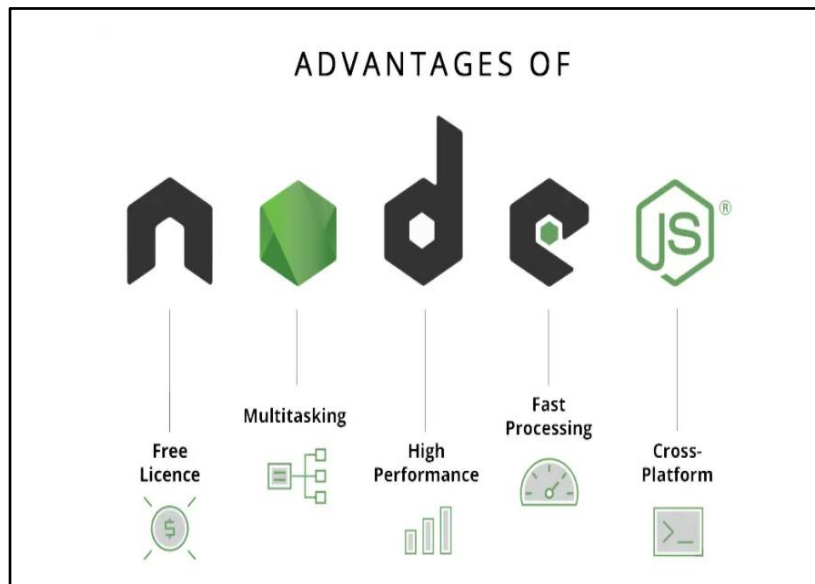 ADVANTAGES OF
node JS ®
Free
Licence
$
Multitasking
High
Performance
Fast
Processing
Cross-
Platform
>_